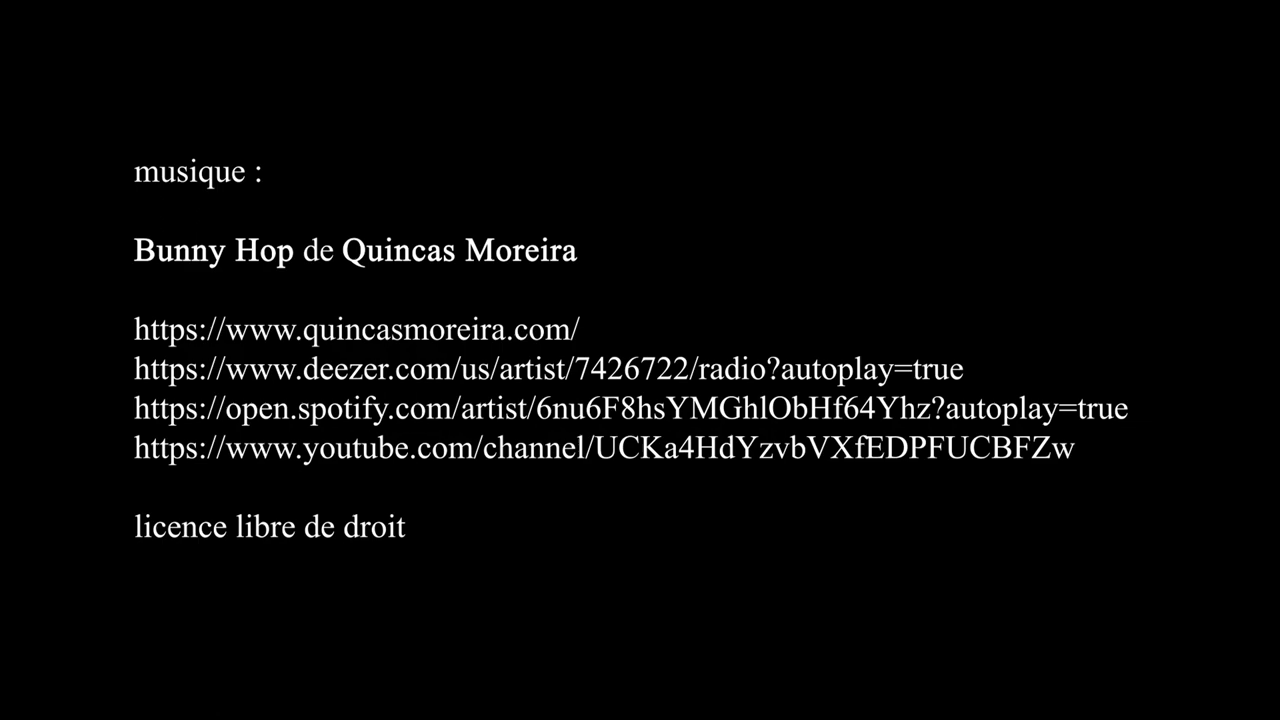 musique :
Bunny Hop de Quincas Moreira
https://www.quincasmoreira.com/
https://www.deezer.com/us/artist/7426722/radio?autoplay=true
https://open.spotify.com/artist/6nu6F8hsYMGhlObHf64Yhz?autoplay=true
https://www.youtube.com/channel/UCKa4HdYzvbVXfEDPFUCBFZw
licence libre de droit